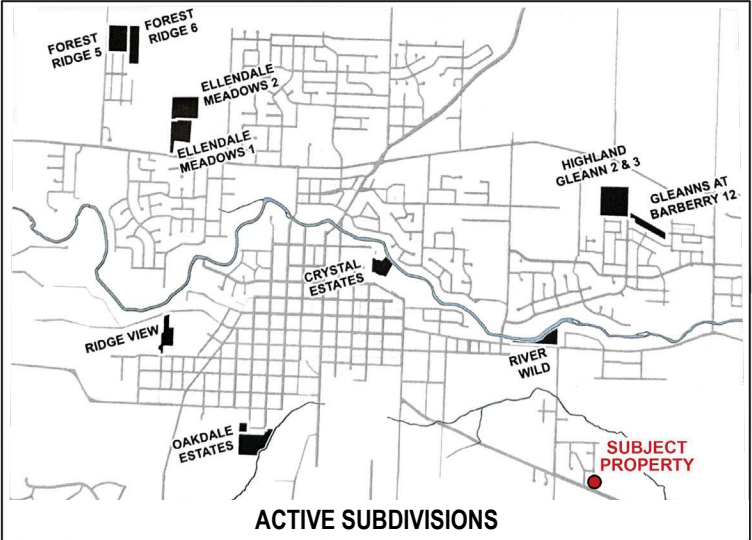 FOREST
RIDGE 5
FOREST
RIDGE 6
ELLENDALE
MEADOWS 2
ELLENDALE
MEADOWS 1
HIGHLAND
GLEANN 2 & 3
GLEANNS AT
BARBERRY 12
CRYSTAL
ESTATES
RIDGE VIEW
RIVER
WILD
OAKDALE
ESTATES
SUBJECT
PROPERTY
ACTIVE SUBDIVISIONS